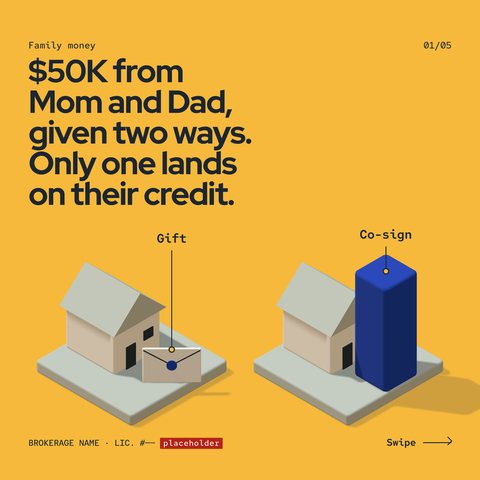 Family money
01/05
$50K from
Mom and Dad,
given two ways.
Only one lands
on their credit.
Gift
Co-sign
BROKERAGE NAME · LIC. #—— placeholder
Swipe